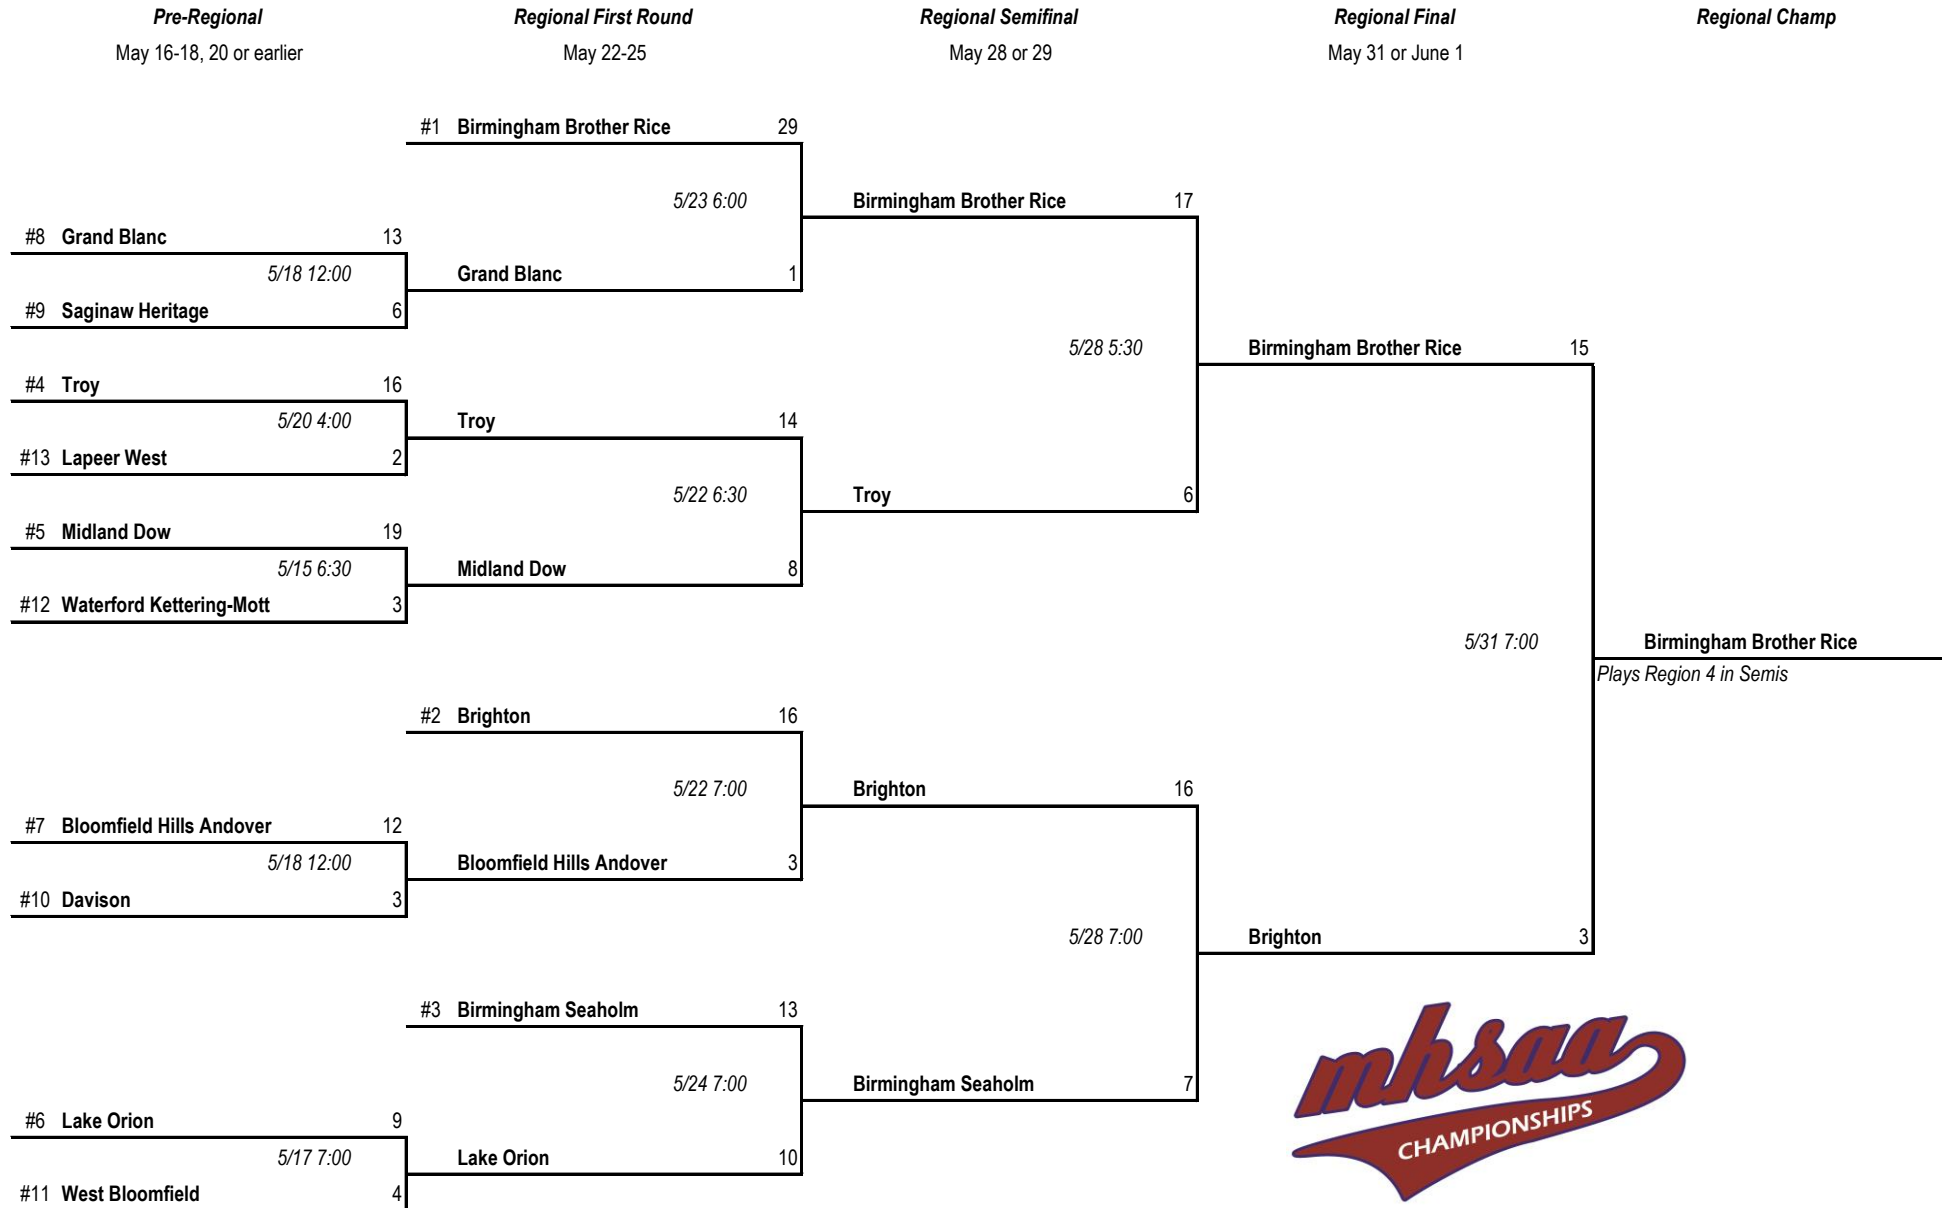 Pre-Regional Regional First Round Regional Semifinal Regional Final Regional Champ
May 16-18, 20 or earlier May 22-25 May 28 or 29 May 31 or June 1
#1 Birmingham Brother Rice 29
5/23 6:00 Birmingham Brother Rice 17
#8 Grand Blanc 13
5/18 12:00 Grand Blanc 1
#9 Saginaw Heritage 6
5/28 5:30 Birmingham Brother Rice 15
#4 Troy 16
5/20 4:00 Troy 14
#13 Lapeer West 2
5/22 6:30 Troy 6
#5 Midland Dow 19
5/15 6:30 Midland Dow 8
#12 Waterford Kettering-Mott 3
5/31 7:00 Birmingham Brother Rice
Plays Region 4 in Semis
#2 Brighton 16
5/22 7:00 Brighton 16
#7 Bloomfield Hills Andover 12
5/18 12:00 Bloomfield Hills Andover 3
#10 Davison 3
5/28 7:00 Brighton 3
#3 Birmingham Seaholm 13
5/24 7:00 Birmingham Seaholm 7
#6 Lake Orion 9
5/17 7:00 Lake Orion 10
#11 West Bloomfield 4
mhsaa
CHAMPIONSHIPS